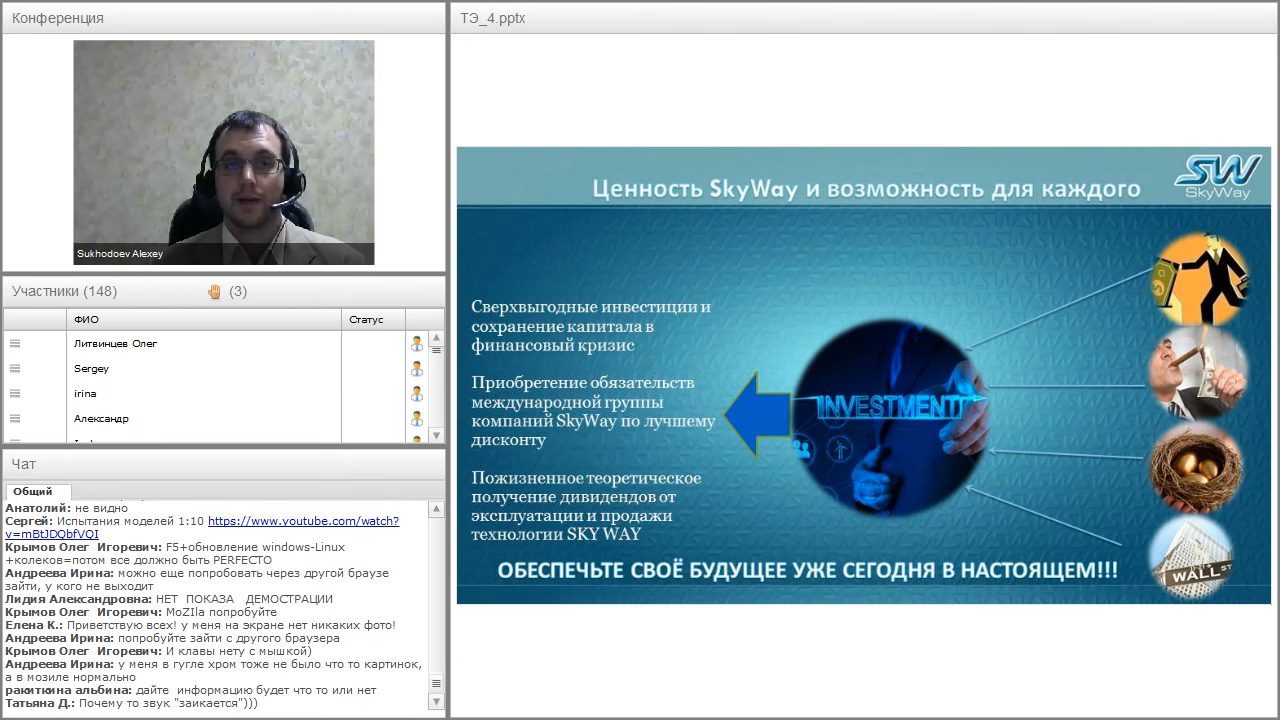 Конференция
Sukhodoev Alexey
Участники (148)
(3)
ФИО
Статус
Литвинцев Олег
Sergey
irina
Александр
Чат
Общий
Анатолий: не видно
Сергей: Испытания моделей 1:10 https://www.youtube.com/watch?
v=mBtJDQbfVQI
Крымов Олег Игоревич: F5+обновление windows-Linux
+колеков=потом все должно быть PERFECTO
Андреева Ирина: можно еще попробовать через другой браузе
зайти, у кого не выходит
Лидия Александровна: НЕТ ПОКАЗА ДЕМОСТРАЦИИ
Крымов Олег Игоревич: MoZIla попробуйте
Елена К.: Приветствую всех! у меня на экране нет никаких фото!
Андреева Ирина: попробуйте зайти с другого браузера
Крымов Олег Игоревич: И клавы нету с мышкой)
Андреева Ирина: у меня в гугле хром тоже не было что то картинок,
а в мозиле нормально
ракиткина альбина: дайте информацию будет что то или нет
Татьяна Д.: Почему то звук "заикается")))
ТЭ_4.pptx
Ценность SkyWay и возможность для каждого
SW
SkyWay
Сверхвыгодные инвестиции и
сохранение капитала в
финансовый кризис
Приобретение обязательств
международной группы
компаний SkyWay по лучшему
дисконту
Пожизненное теоретическое
получение дивидендов от
эксплуатации и продажи
технологии SKY WAY
INVESTMENT
WALL ST
ОБЕСПЕЧЬТЕ СВОЁ БУДУЩЕЕ УЖЕ СЕГОДНЯ В НАСТОЯЩЕМ!!!